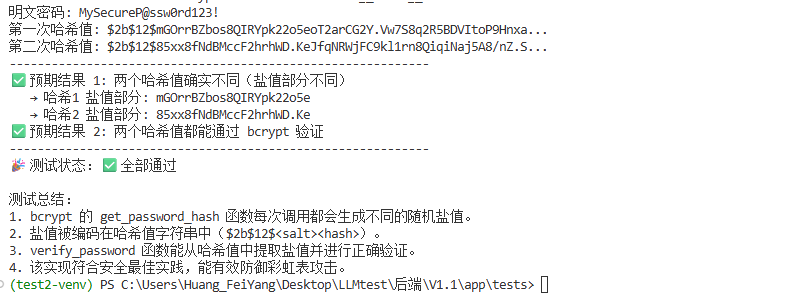 明文密码: MySecureP@ssw0rd123!
第一次哈希值: $2b$12$mGOrrBZbos8QIRYpk22o5eoT2arCG2Y.Vw7S8q2R5BDVItoP9Hnxa...
第二次哈希值: $2b$12$85xx8fNdBMccF2hrhWD.KeJfqNRWjFC9kl1rn8QiqiNaj5A8/nZ.S...
------------------------------------------------------------
✅ 预期结果 1: 两个哈希值确实不同（盐值部分不同）
→ 哈希1 盐值部分: mGOrrBZbos8QIRYpk22o5e
→ 哈希2 盐值部分: 85xx8fNdBMccF2hrhWD.Ke
✅ 预期结果 2: 两个哈希值都能通过 bcrypt 验证
------------------------------------------------------------
🎉 测试状态: ✅ 全部通过
测试总结:
1. bcrypt 的 get_password_hash 函数每次调用都会生成不同的随机盐值。
2. 盐值被编码在哈希值字符串中（$2b$12$<salt><hash>）。
3. verify_password 函数能从哈希值中提取盐值并进行正确验证。
4. 该实现符合安全最佳实践，能有效防御彩虹表攻击。
(test2-venv) PS C:\Users\Huang_FeiYang\Desktop\LLMtest\后端\V1.1\app\tests>